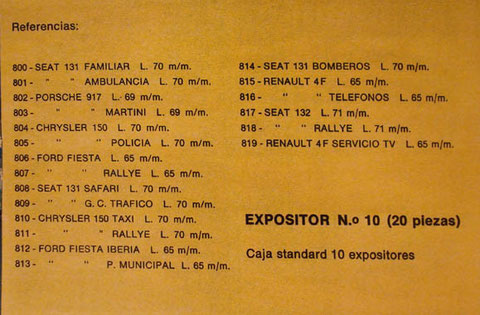 Referencias:
800 - SEAT 131 FAMILIAR L. 70 m/m.
801 - " " AMBULANCIA L. 70 m/m.
802 - PORSCHE 917 L. 69 m/m.
803 - " " MARTINI L. 69 m/m.
804 - CHRYSLER 150 L. 70 m/m.
805 - " " POLICIA L. 70 m/m.
806 - FORD FIESTA L. 65 m/m.
807 - " " RALLYE L. 65 m/m.
808 - SEAT 131 SAFARI L. 70 m/m.
809 - " " G. C. TRAFICO L. 70 m/m.
810 - CHRYSLER 150 TAXI L. 70 m/m.
811 - " " RALLYE L. 70 m/m.
812 - FORD FIESTA IBERIA L. 65 m/m.
813 - " " P. MUNICIPAL L. 65 m/m.
814 - SEAT 131 BOMBEROS L. 70 m/m.
815 - RENAULT 4 F L. 65 m/m.
816 - " " TELEFONOS L. 65 m/m.
817 - SEAT 132 L. 71 m/m.
818 - " " RALLYE L. 71 m/m.
819 - RENAULT 4 F SERVICIO TV L. 65 m/m.
EXPOSITOR N.º 10 (20 piezas)
Caja standard 10 expositores